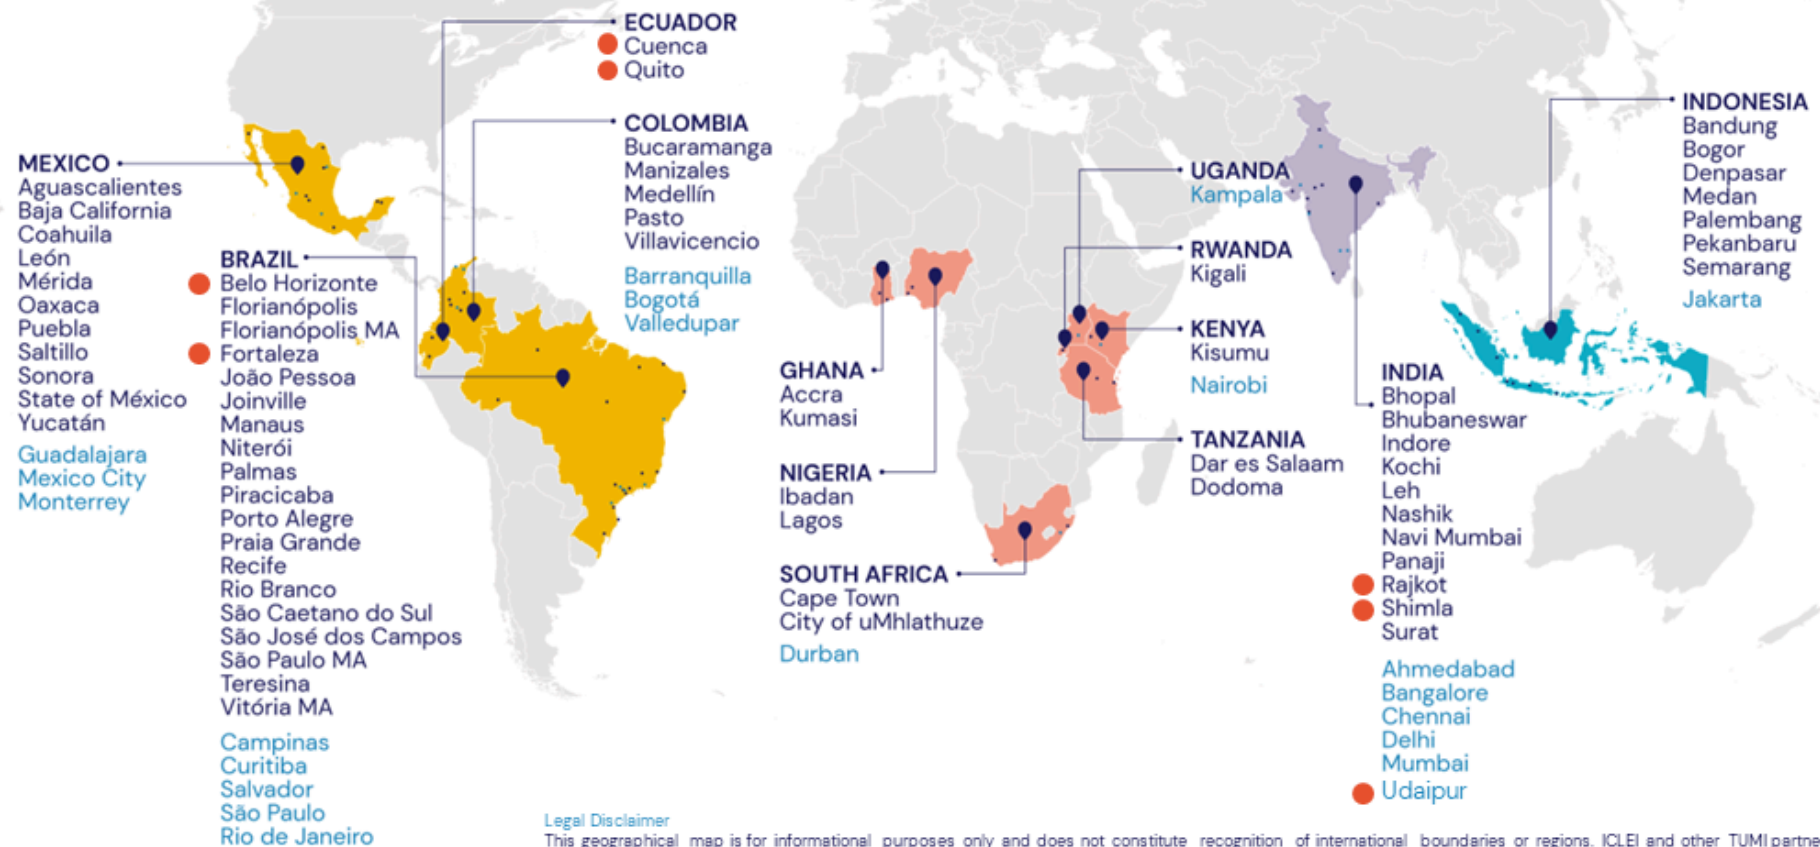 ECUADOR
Cuenca
Quito
COLOMBIA
Bucaramanga
Manizales
Medellín
Pasto
Villavicencio
Barranquilla
Bogotá
Valledupar
MEXICO
Aguascalientes
Baja California
Coahuila
León
Mérida
Oaxaca
Puebla
Saltillo
Sonora
State of México
Yucatán
Guadalajara
Mexico City
Monterrey
BRAZIL
Belo Horizonte
Florianópolis
Florianópolis MA
Fortaleza
João Pessoa
Joinville
Manaus
Niterói
Palmas
Piracicaba
Porto Alegre
Praia Grande
Recife
Rio Branco
São Caetano do Sul
São José dos Campos
São Paulo MA
Teresina
Vitória MA
Campinas
Curitiba
Salvador
São Paulo
Rio de Janeiro
GHANA
Accra
Kumasi
NIGERIA
Ibadan
Lagos
SOUTH AFRICA
Cape Town
City of uMhlathuze
Durban
UGANDA
Kampala
RWANDA
Kigali
KENYA
Kisumu
Nairobi
TANZANIA
Dar es Salaam
Dodoma
INDIA
Bhopal
Bhubaneswar
Indore
Kochi
Leh
Nashik
Navi Mumbai
Panaji
Rajkot
Shimla
Surat
Ahmedabad
Bangalore
Chennai
Delhi
Mumbai
Udaipur
INDONESIA
Bandung
Bogor
Denpasar
Medan
Palembang
Pekanbaru
Semarang
Jakarta
Legal Disclaimer
This geographical map is for informational purposes only and does not constitute recognition of international boundaries or regions. ICLEI and other TUMI partne